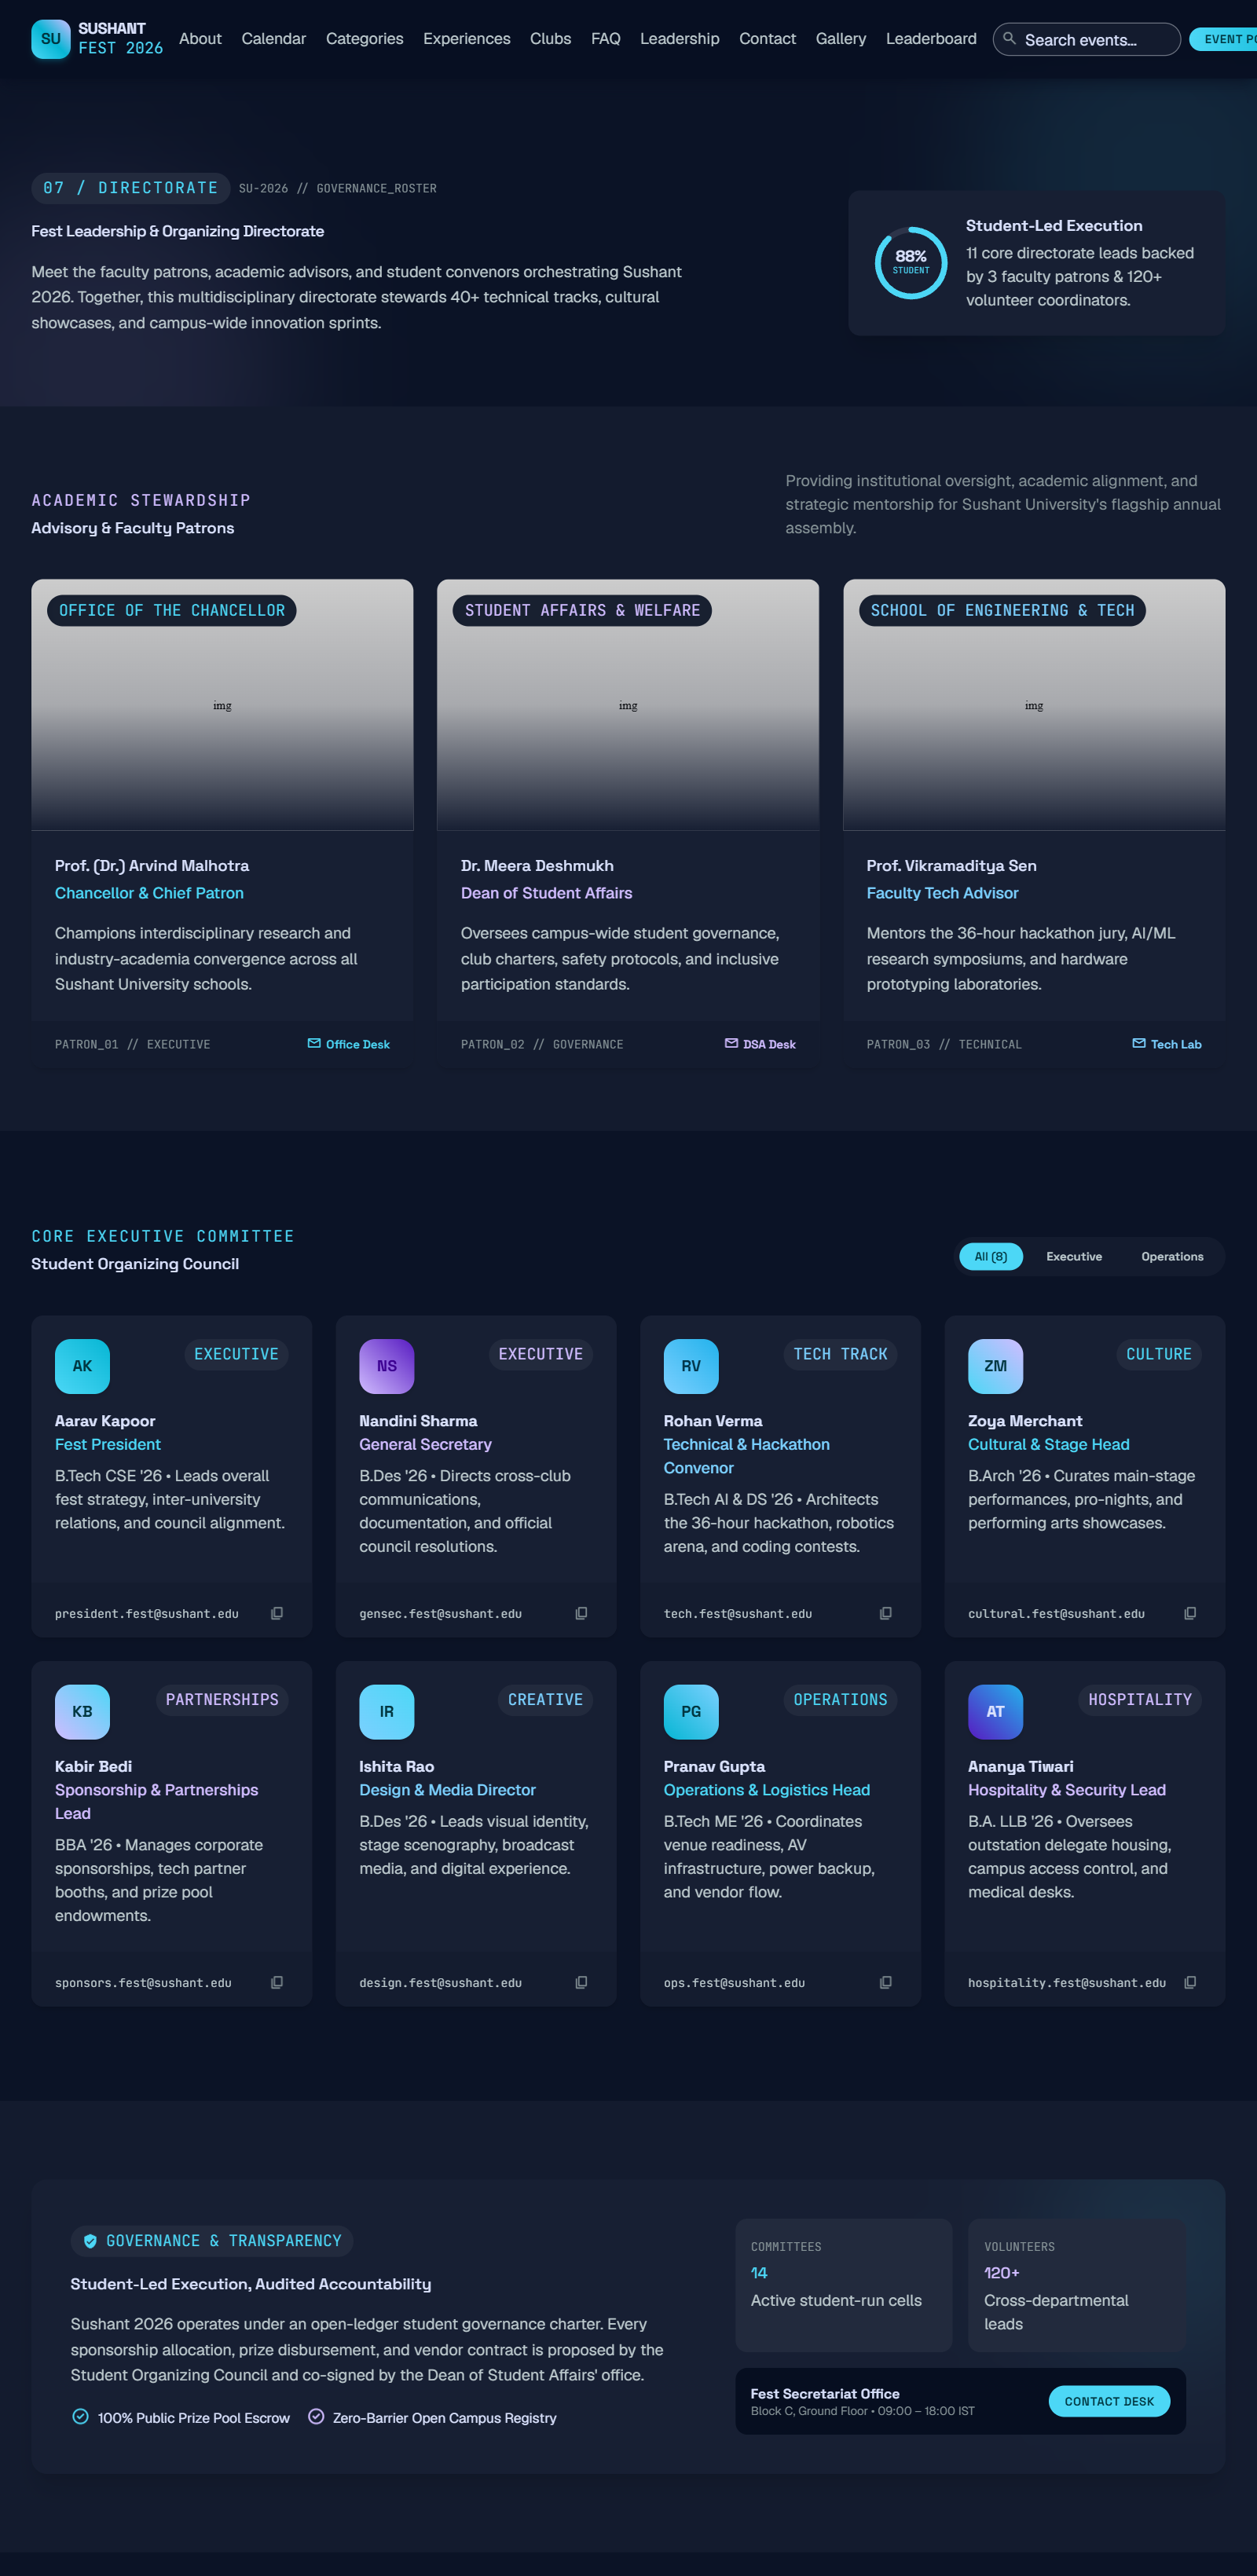 SU
SUSHANT
FEST 2026
About
Calendar
Categories
Experiences
Clubs
FAQ
Leadership
Contact
Gallery
Leaderboard
Search events...
07 / DIRECTORATE
SU-2026 // GOVERNANCE_ROSTER
Fest Leadership & Organizing Directorate
Meet the faculty patrons, academic advisors, and student convenors orchestrating Sushant
2026. Together, this multidisciplinary directorate stewards 40+ technical tracks, cultural
showcases, and campus-wide innovation sprints.
88%
STUDENT
Student-Led Execution
11 core directorate leads backed
by 3 faculty patrons & 120+
volunteer coordinators.
ACADEMIC STEWARDSHIP
Advisory & Faculty Patrons
Providing institutional oversight, academic alignment, and
strategic mentorship for Sushant University's flagship annual
assembly.
OFFICE OF THE CHANCELLOR
img
Prof. (Dr.) Arvind Malhotra
Chancellor & Chief Patron
Champions interdisciplinary research and
industry-academia convergence across all
Sushant University schools.
PATRON_01 // EXECUTIVE
Office Desk
STUDENT AFFAIRS & WELFARE
img
Dr. Meera Deshmukh
Dean of Student Affairs
Oversees campus-wide student governance,
club charters, safety protocols, and inclusive
participation standards.
PATRON_02 // GOVERNANCE
DSA Desk
SCHOOL OF ENGINEERING & TECH
img
Prof. Vikramaditya Sen
Faculty Tech Advisor
Mentors the 36-hour hackathon jury, AI/ML
research symposiums, and hardware
prototyping laboratories.
PATRON_03 // TECHNICAL
Tech Lab
CORE EXECUTIVE COMMITTEE
Student Organizing Council
All (8)
Executive
Operations
AK
EXECUTIVE
Aarav Kapoor
Fest President
B.Tech CSE '26 • Leads overall
fest strategy, inter-university
relations, and council alignment.
president.fest@sushant.edu
NS
EXECUTIVE
Nandini Sharma
General Secretary
B.Des '26 • Directs cross-club
communications,
documentation, and official
council resolutions.
gensec.fest@sushant.edu
RV
TECH TRACK
Rohan Verma
Technical & Hackathon
Convenor
B.Tech AI & DS '26 • Architects
the 36-hour hackathon, robotics
arena, and coding contests.
tech.fest@sushant.edu
ZM
CULTURE
Zoya Merchant
Cultural & Stage Head
B.Arch '26 • Curates main-stage
performances, pro-nights, and
performing arts showcases.
cultural.fest@sushant.edu
KB
PARTNERSHIPS
Kabir Bedi
Sponsorship & Partnerships
Lead
BBA '26 • Manages corporate
sponsorships, tech partner
booths, and prize pool
endowments.
sponsors.fest@sushant.edu
IR
CREATIVE
Ishita Rao
Design & Media Director
B.Des '26 • Leads visual identity,
stage scenography, broadcast
media, and digital experience.
design.fest@sushant.edu
PG
OPERATIONS
Pranav Gupta
Operations & Logistics Head
B.Tech ME '26 • Coordinates
venue readiness, AV
infrastructure, power backup,
and vendor flow.
ops.fest@sushant.edu
AT
HOSPITALITY
Ananya Tiwari
Hospitality & Security Lead
B.A. LLB '26 • Oversees
outstation delegate housing,
campus access control, and
medical desks.
hospitality.fest@sushant.edu
GOVERNANCE & TRANSPARENCY
Student-Led Execution, Audited Accountability
Sushant 2026 operates under an open-ledger student governance charter. Every
sponsorship allocation, prize disbursement, and vendor contract is proposed by the
Student Organizing Council and co-signed by the Dean of Student Affairs' office.
100% Public Prize Pool Escrow
Zero-Barrier Open Campus Registry
COMMITTEES
14
Active student-run cells
VOLUNTEERS
120+
Cross-departmental
leads
Fest Secretariat Office
Block C, Ground Floor • 09:00 – 18:00 IST
CONTACT DESK
EVENT